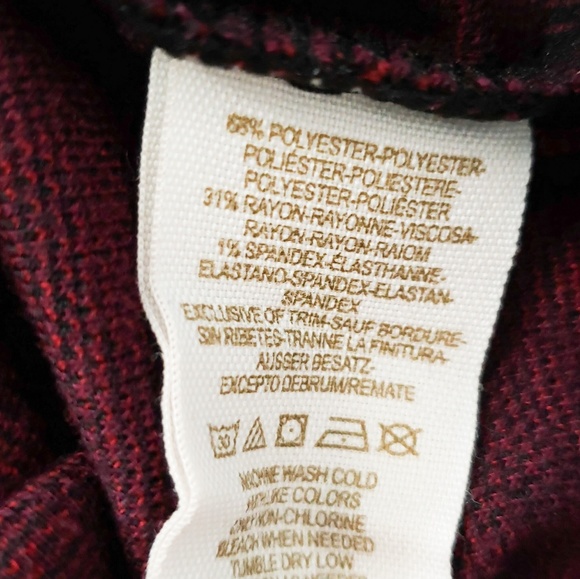 68% POLYESTER-POLYESTER-
POLIÉSTER-POLIESTERE-
POLYESTER-POLIÉSTER
31% RAYON-RAYONNE-VISCOSA-
RAYON-RAYON-RAIOM
1% SPANDEX-ÉLASTHANNE-
ELASTANO-SPANDEX-ELASTAN-
SPANDEX
EXCLUSIVE OF TRIM-SAUF BORDURE-
SIN RIBETES-TRANNE LA FINITURA-
AUSSER BESATZ-
EXCEPTO DEBRUM/REMATE
30
MACHINE WASH COLD
W/LIKE COLORS
ONLY NON-CHLORINE
BLEACH WHEN NEEDED
TUMBLE DRY LOW